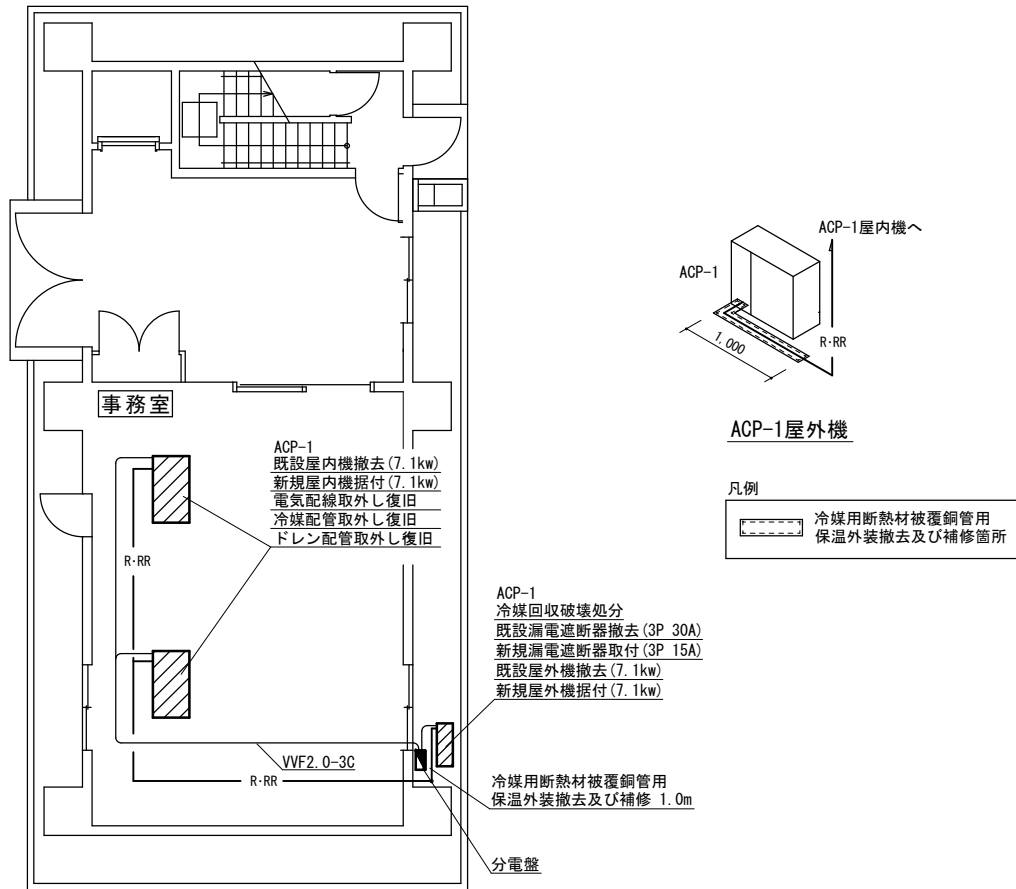 事務室
ACP-1
既設屋内機撤去(7.1kw)
新規屋内機据付(7.1kw)
電気配線取外し復旧
冷媒配管取外し復旧
ドレン配管取外し復旧
R·RR
VVF2.0-3C
R·RR
ACP-1
冷媒回収破壊処分
既設漏電遮断器撤去(3P 30A)
新規漏電遮断器取付(3P 15A)
既設屋外機撤去(7.1kw)
新規屋外機据付(7.1kw)
冷媒用断熱材被覆銅管用
保温外装撤去及び補修 1.0m
分電盤
ACP-1屋内機へ
ACP-1
R·RR
1,000
ACP-1屋外機
凡例
冷媒用断熱材被覆銅管用
保温外装撤去及び補修箇所